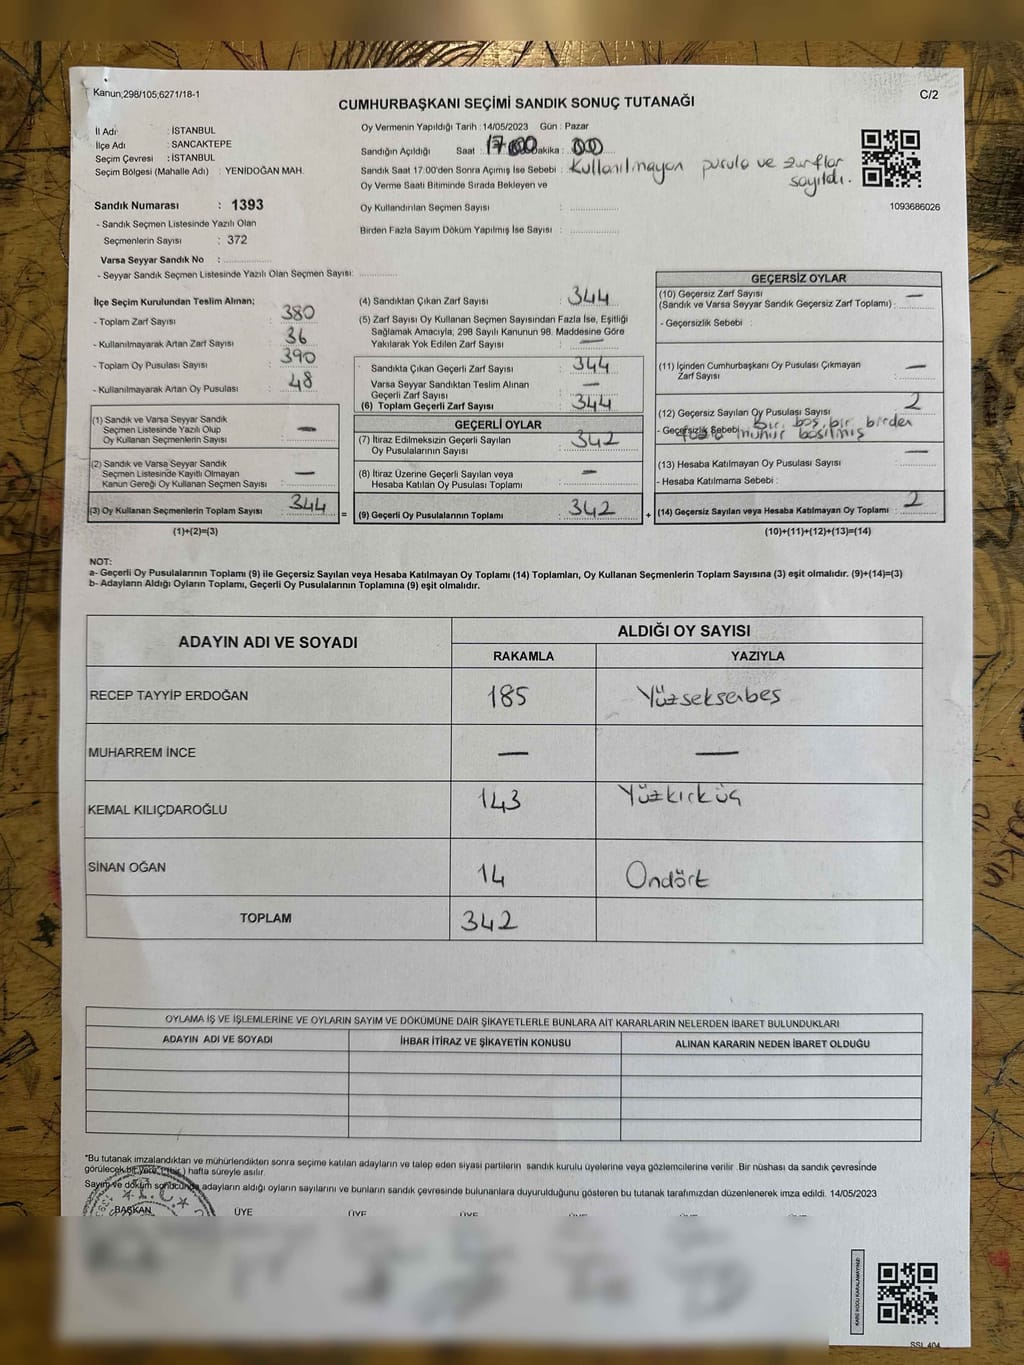 Kanun:298/105,6271/18-1
C/2
CUMHURBAŞKANI SEÇİMİ SANDIK SONUÇ TUTANAĞI
İl Adı : İSTANBUL
İlçe Adı : SANCAKTEPE
Seçim Çevresi : İSTANBUL
Seçim Bölgesi (Mahalle Adı) : YENİDOĞAN MAH.
Sandık Numarası : 1393
- Sandık Seçmen Listesinde Yazılı Olan
Seçmenlerin Sayısı : 372
Varsa Seyyar Sandık No :
- Seyyar Sandık Seçmen Listesinde Yazılı Olan Seçmen Sayısı:
Oy Vermenin Yapıldığı Tarih : 14/05/2023 Gün : Pazar
Sandığın Açıldığı Saat : 17 Dakika : 00
Sandık Saat 17:00'den Sonra Açımış İse Sebebi : Kullanılmayan pusula ve zarflar
sayıldı.
Oy Verme Saati Bitiminde Sırada Bekleyen ve
Oy Kullandırılan Seçmen Sayısı :
Birden Fazla Sayım Döküm Yapılmış İse Sayısı :
1093686026
İlçe Seçim Kurulundan Teslim Alınan;
- Toplam Zarf Sayısı : 380
- Kullanılmayarak Artan Zarf Sayısı : 36
- Toplam Oy Pusulası Sayısı : 390
- Kullanılmayarak Artan Oy Pusulası : 48
(1) Sandık ve Varsa Seyyar Sandık
Seçmen Listesinde Yazılı Olup
Oy Kullanan Seçmenlerin Sayısı : —
(2) Sandık ve Varsa Seyyar Sandık
Seçmen Listesinde Kayıtlı Olmayan
Kanun Gereği Oy Kullanan Seçmen Sayısı : —
(3) Oy Kullanan Seçmenlerin Toplam Sayısı : 344
(1)+(2)=(3)
=
(4) Sandıktan Çıkan Zarf Sayısı : 344
(5) Zarf Sayısı Oy Kullanan Seçmen Sayısından Fazla İse, Eşitliği
Sağlamak Amacıyla, 298 Sayılı Kanunun 98. Maddesine Göre
Yakılarak Yok Edilen Zarf Sayısı : —
Sandıkta Çıkan Geçerli Zarf Sayısı : 344
Varsa Seyyar Sandıktan Teslim Alınan
Geçerli Zarf Sayısı : —
(6) Toplam Geçerli Zarf Sayısı : 344
GEÇERLİ OYLAR
(7) İtiraz Edilmeksizin Geçerli Sayılan
Oy Pusulalarının Sayısı : 342
(8) İtiraz Üzerine Geçerli Sayılan veya
Hesaba Katılan Oy Pusulası Toplamı : —
(9) Geçerli Oy Pusulalarının Toplamı : 342
+
GEÇERSİZ OYLAR
(10) Geçersiz Zarf Sayısı
(Sandık ve Varsa Seyyar Sandık Geçersiz Zarf Toplamı) : —
- Geçersizlik Sebebi :
(11) İçinden Cumhurbaşkanı Oy Pusulası Çıkmayan
Zarf Sayısı : —
(12) Geçersiz Sayılan Oy Pusulası Sayısı : 2
- Geçersizlik Sebebi : Bir boş, bir birden
fazla mühür basılmış
(13) Hesaba Katılmayan Oy Pusulası Sayısı : —
- Hesaba Katılmama Sebebi :
(14) Geçersiz Sayılan veya Hesaba Katılmayan Oy Toplamı : 2
(10)+(11)+(12)+(13)=(14)
NOT:
a- Geçerli Oy Pusulalarının Toplamı (9) ile Geçersiz Sayılan veya Hesaba Katılmayan Oy Toplamı (14) Toplamları, Oy Kullanan Seçmenlerin Toplam Sayısına (3) eşit olmalıdır. (9)+(14)=(3)
b- Adayların Aldığı Oyların Toplamı, Geçerli Oy Pusulalarının Toplamına (9) eşit olmalıdır.
ADAYIN ADI VE SOYADI
ALDIĞI OY SAYISI
RAKAMLA YAZIYLA
RECEP TAYYİP ERDOĞAN 185 Yüzseksenbeş
MUHARREM İNCE — —
KEMAL KILIÇDAROĞLU 143 Yüzkırküç
SİNAN OĞAN 14 Ondört
TOPLAM 342
OYLAMA İŞ VE İŞLEMLERİNE VE OYLARIN SAYIM VE DÖKÜMÜNE DAİR ŞİKAYETLERLE BUNLARA AİT KARARLARIN NELERDEN İBARET BULUNDUKLARI
ADAYIN ADI VE SOYADI İHBAR İTİRAZ VE ŞİKAYETİN KONUSU ALINAN KARARIN NEDEN İBARET OLDUĞU
*Bu tutanak imzalandıktan ve mühürlendikten sonra seçime katılan adayların ve talep eden siyasi partilerin sandık kurulu üyelerine veya gözlemcilerine verilir .Bir nüshası da sandık çevresinde
görülecek bir yere (bir ) hafta süreyle asılır.
Sayım ve döküm sonucunda adayların aldığı oyların sayılarını ve bunların sandık çevresinde bulunanlara duyurulduğunu gösteren bu tutanak tarafımızdan düzenlenerek imza edildi. 14/05/2023
T.C.
BAŞKAN ÜYE ÜYE ÜYE ÜYE ÜYE ÜYE
KARE KODU KARALAMAYINIZ!
SSL 404